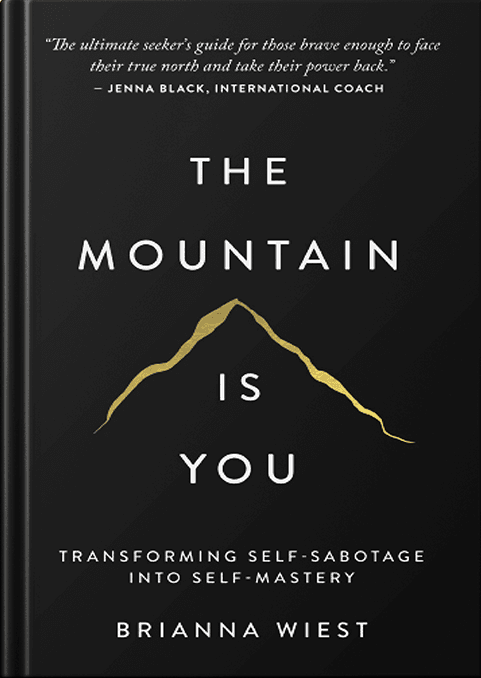 “The ultimate seeker’s guide for those brave enough to face
their true north and take their power back.”
– JENNA BLACK, INTERNATIONAL COACH
THE
MOUNTAIN
IS
YOU
TRANSFORMING SELF-SABOTAGE
INTO SELF-MASTERY
BRIANNA WIEST